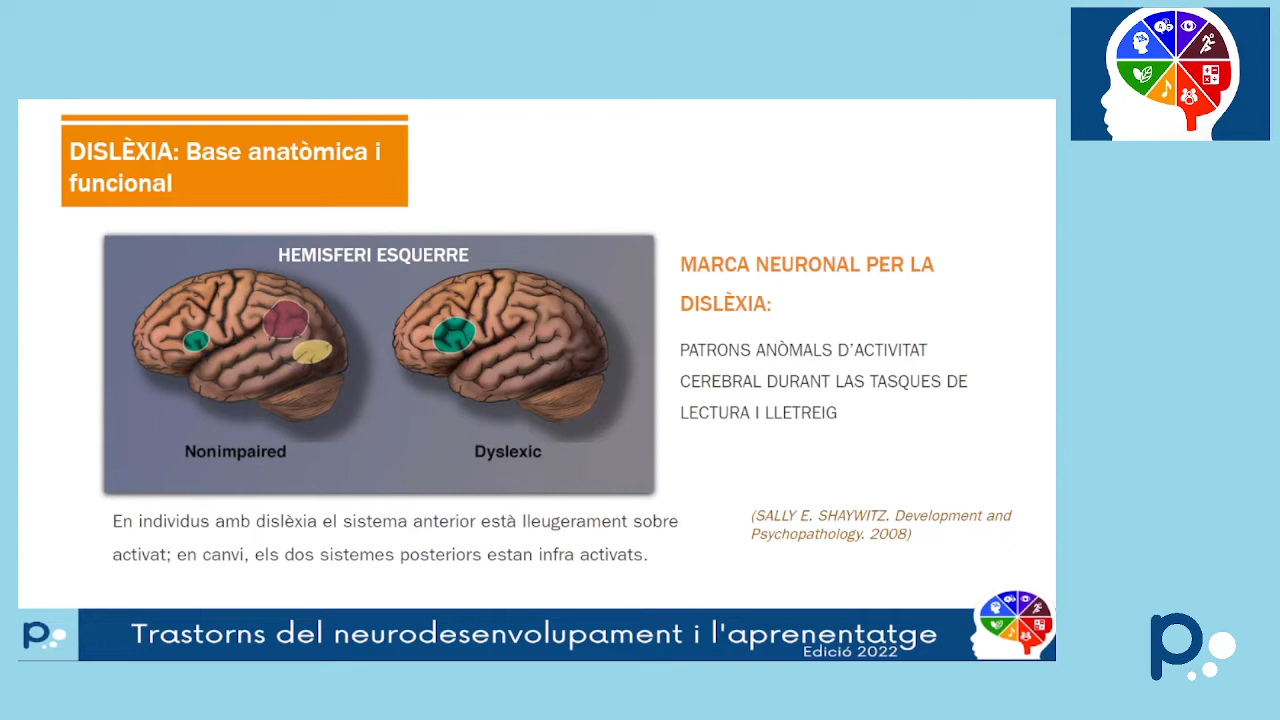 DISLÈXIA: Base anatòmica i
funcional
HEMISFERI ESQUERRE
Nonimpaired
Dyslexic
MARCA NEURONAL PER LA
DISLÈXIA:
PATRONS ANÒMALS D'ACTIVITAT
CEREBRAL DURANT LAS TASQUES DE
LECTURA I LLETREIG
En individus amb dislèxia el sistema anterior està lleugerament sobre
activat; en canvi, els dos sistemes posteriors estan infra activats.
(SALLY E. SHAYWITZ. Development and
Psychopathology. 2008)
p
Trastorns del neurodesenvolupament i l'aprenentatge
Edició 2022
p